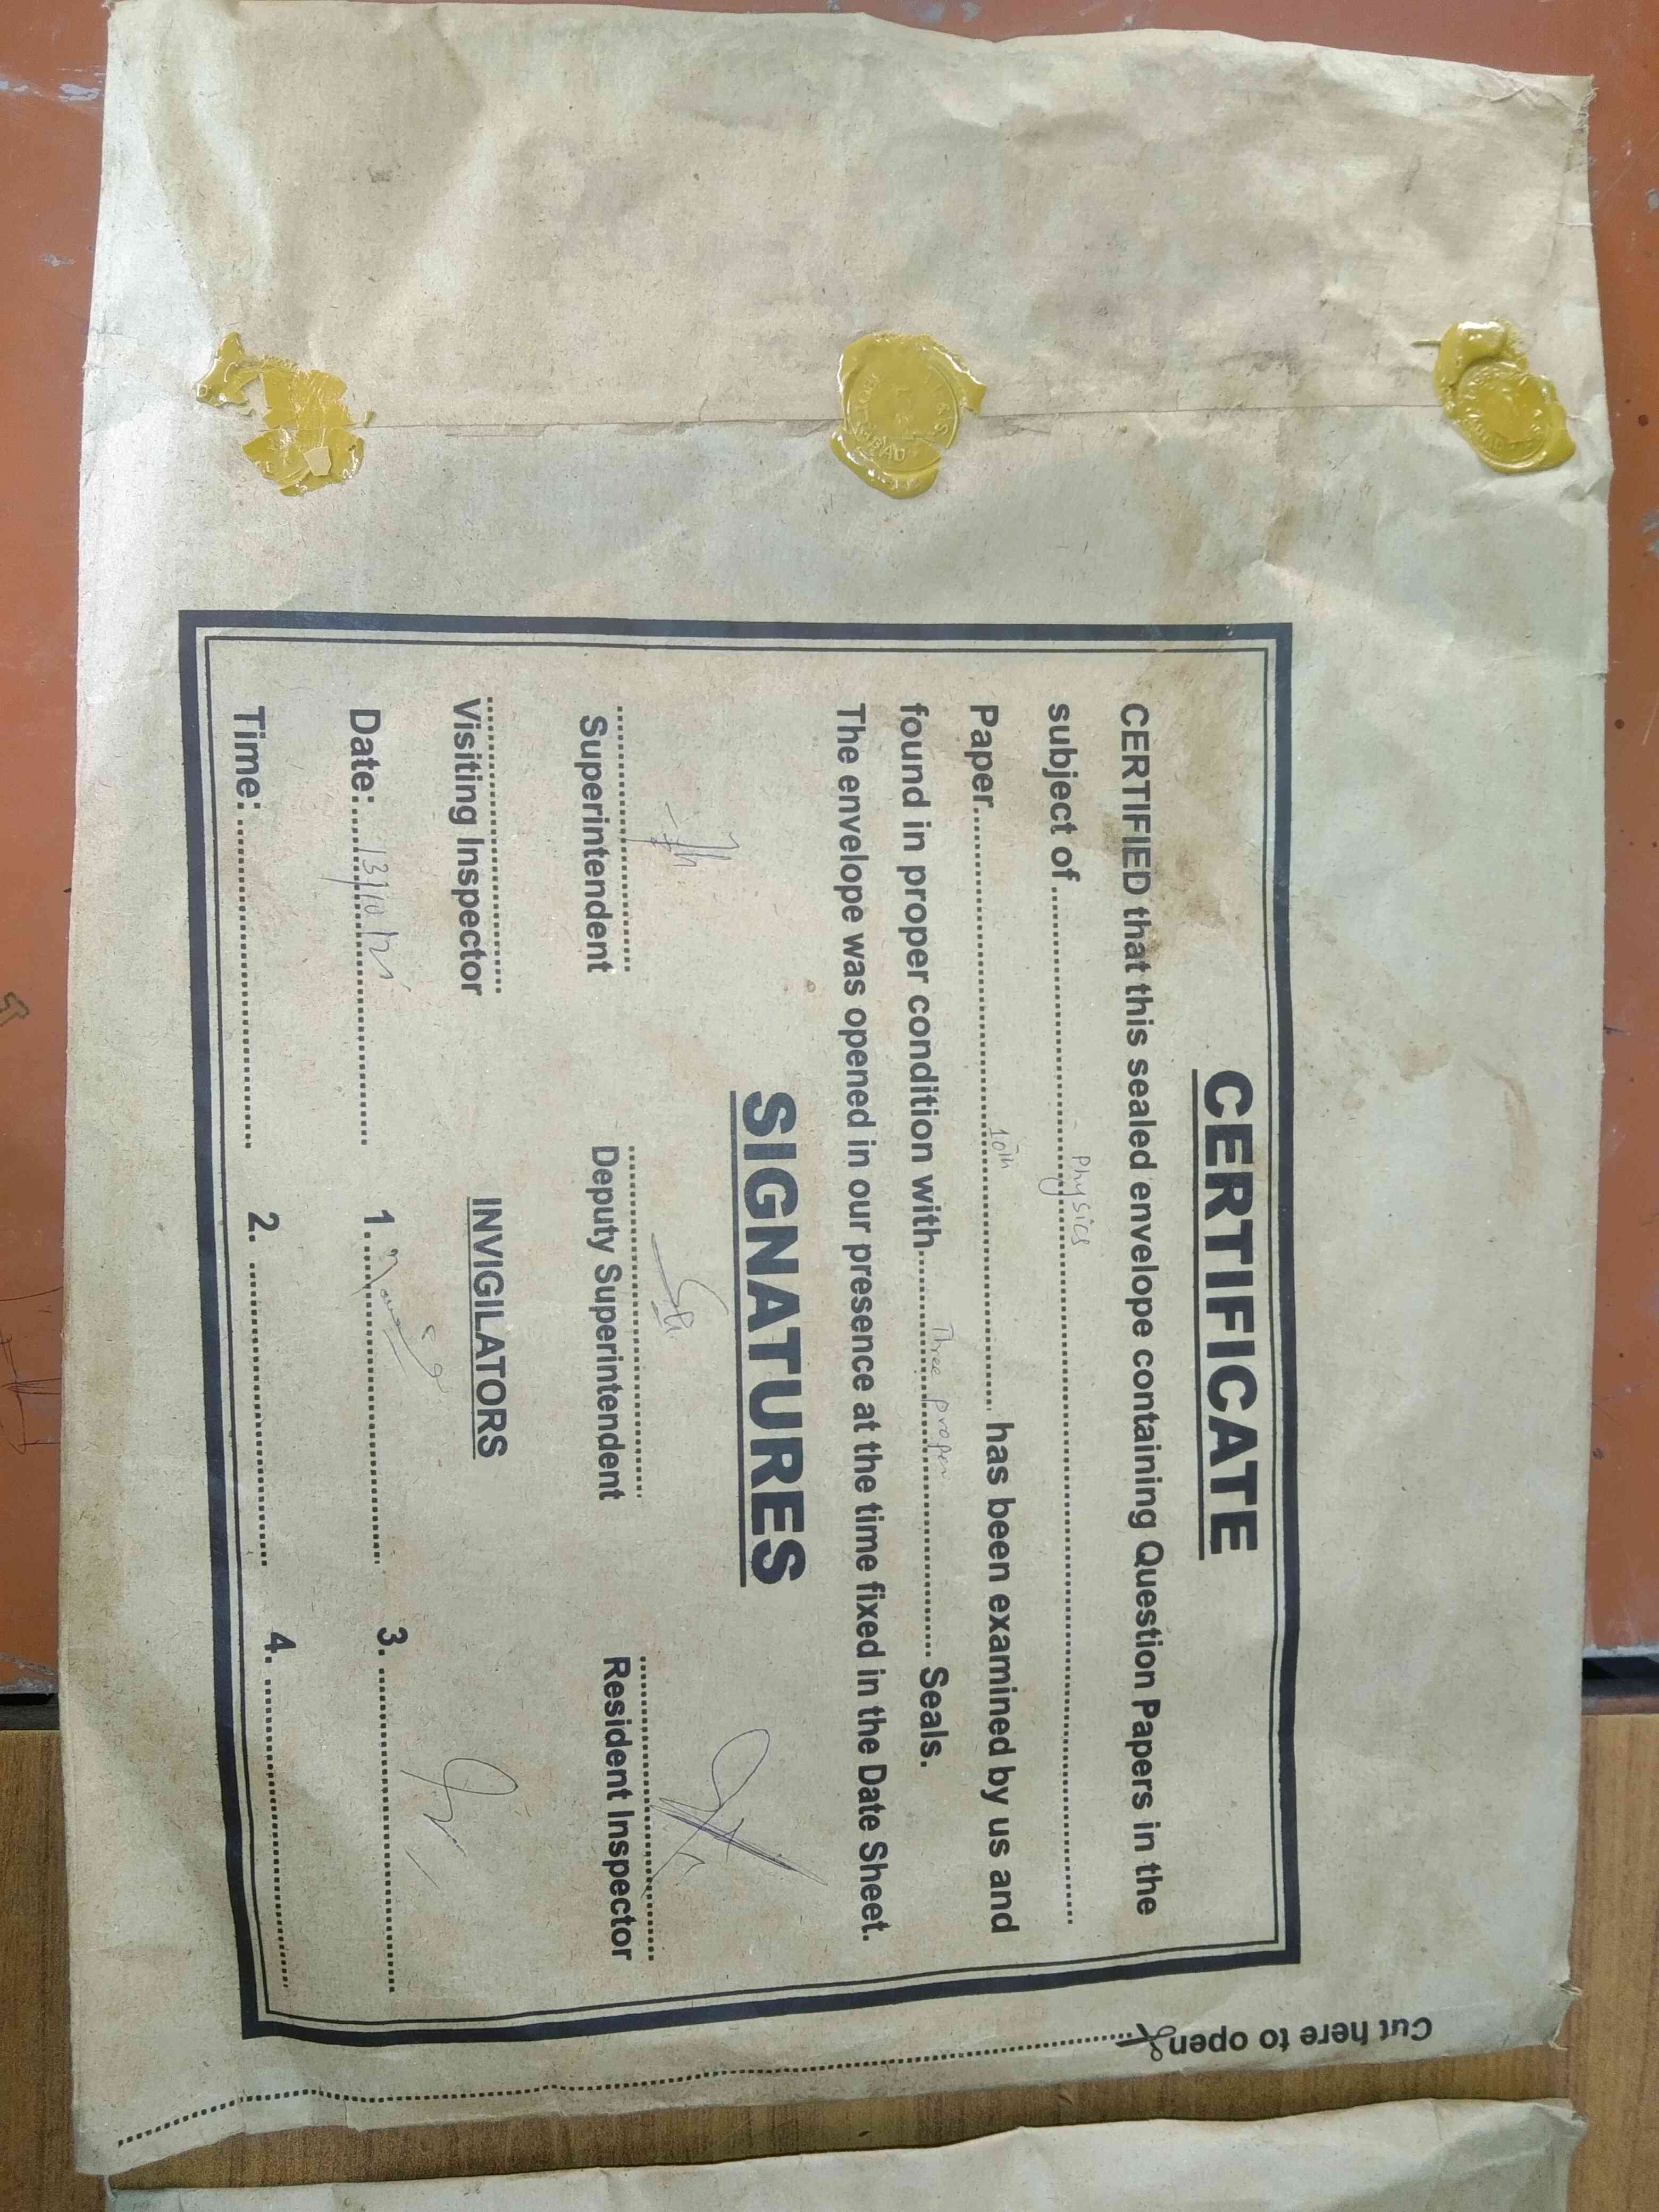 CERTIFICATE
CERTIFIED that this sealed envelope containing Question Papers in the
subject of Physics
Paper 10th has been examined by us and
found in proper condition with Three proper Seals.
The envelope was opened in our presence at the time fixed in the Date Sheet.
SIGNATURES
Superintendent Deputy Superintendent Resident Inspector
Visiting Inspector INVIGILATORS
Date: 1. 3.
Time: 2. 4.
Cut here to open